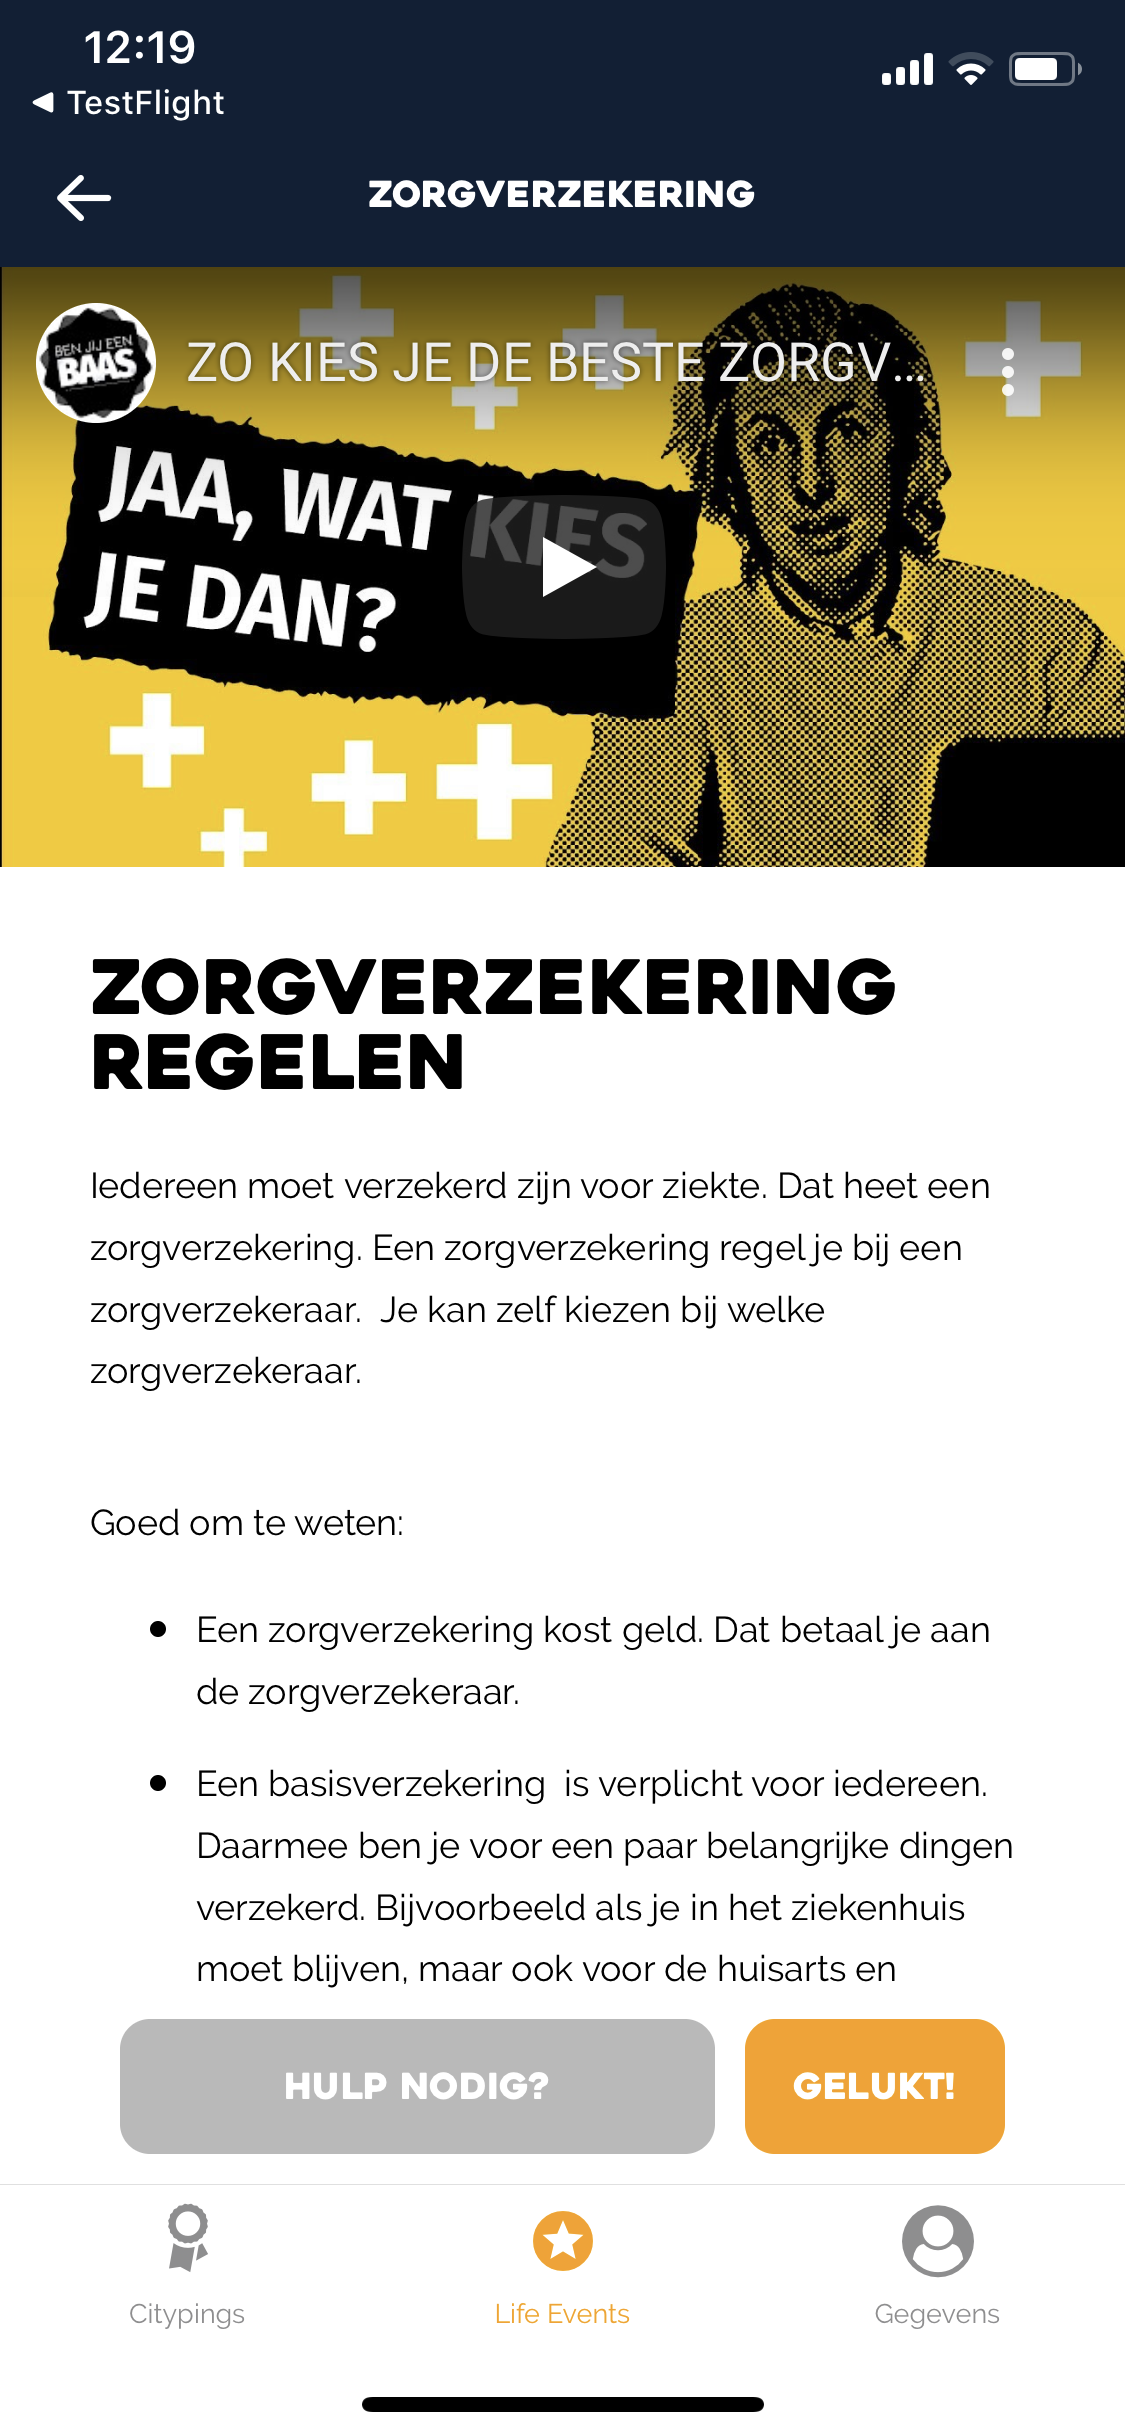 12:19
TestFlight
ZORGVERZEKERING
BEN JIJ EEN
BAAS
ZO KIES JE DE BESTE ZORGV...
JAA, WAT KIES
JE DAN?
ZORGVERZEKERING
REGELEN
Iedereen moet verzekerd zijn voor ziekte. Dat heet een
zorgverzekering. Een zorgverzekering regel je bij een
zorgverzekeraar.  Je kan zelf kiezen bij welke
zorgverzekeraar.
Goed om te weten:
Een zorgverzekering kost geld. Dat betaal je aan
de zorgverzekeraar.
Een basisverzekering  is verplicht voor iedereen.
Daarmee ben je voor een paar belangrijke dingen
verzekerd. Bijvoorbeeld als je in het ziekenhuis
moet blijven, maar ook voor de huisarts en
HULP NODIG?
GELUKT!
Citypings
Life Events
Gegevens